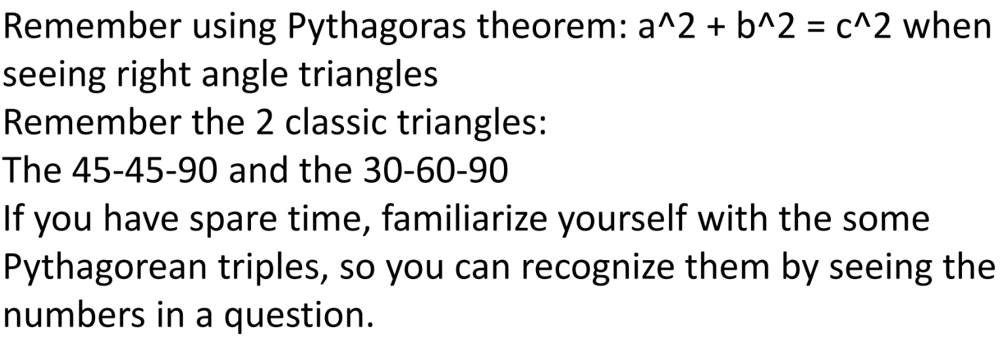 Remember using Pythagoras theorem: a^2 + b^2 = c^2 when
seeing right angle triangles
Remember the 2 classic triangles:
The 45-45-90 and the 30-60-90
If you have spare time, familiarize yourself with the some
Pythagorean triples, so you can recognize them by seeing the
numbers in a question.